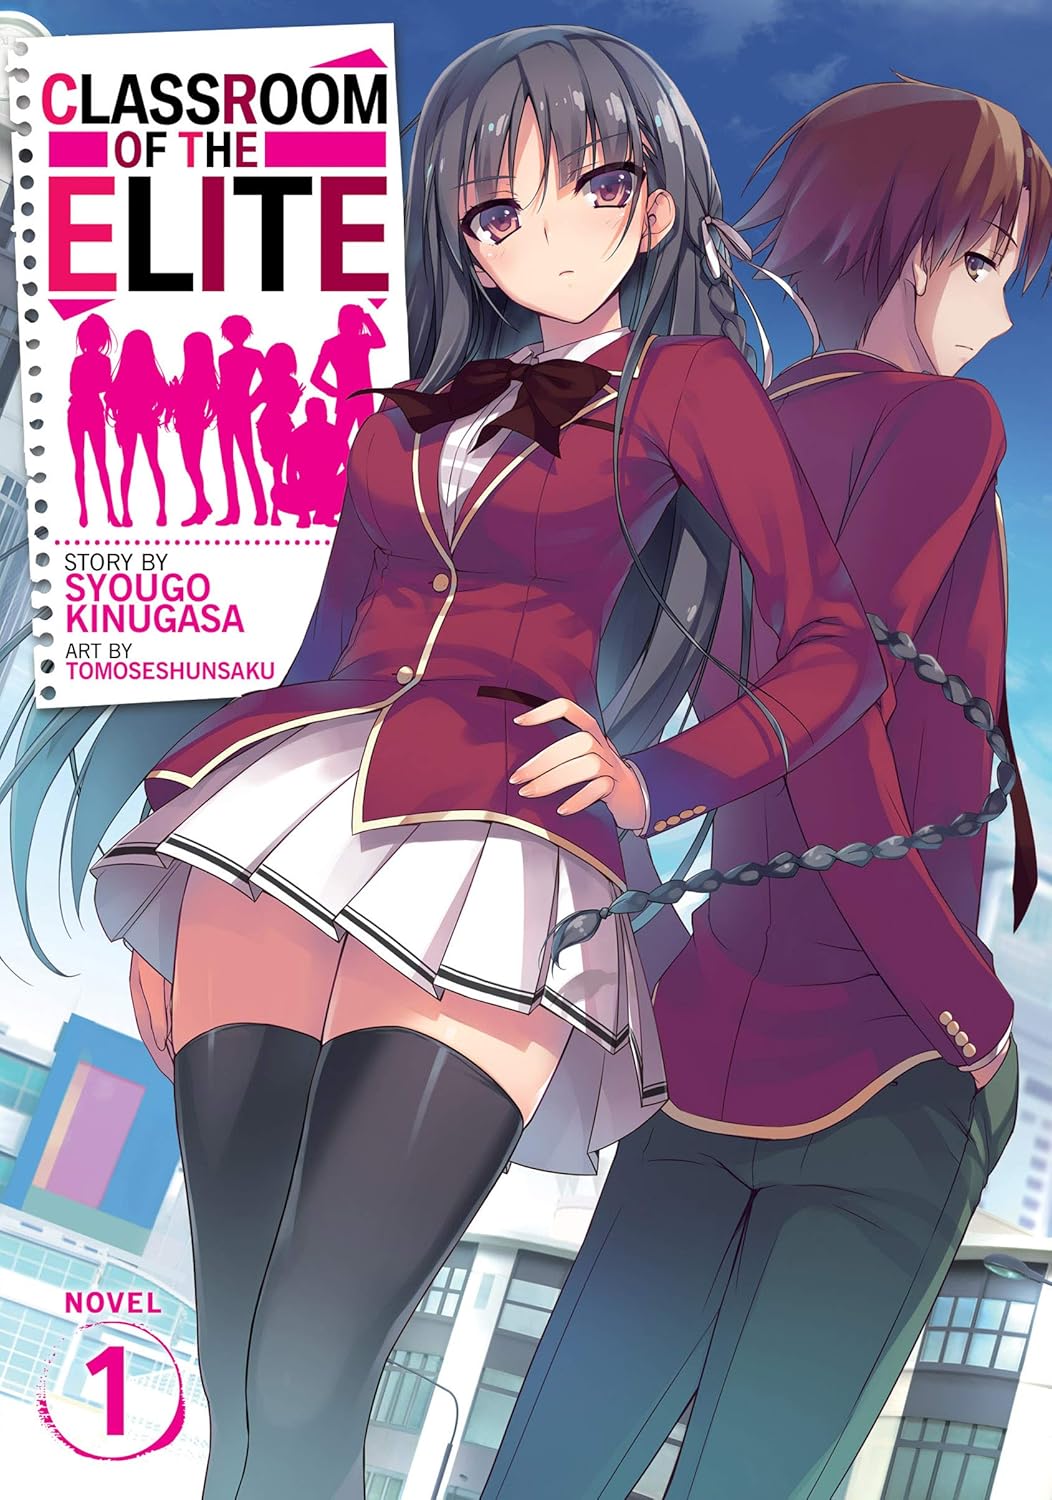 CLASSROOM
OF THE
ELITE
STORY BY
SYOUGO
KINUGASA
ART BY
TOMOSESHUNSAKU
NOVEL
1